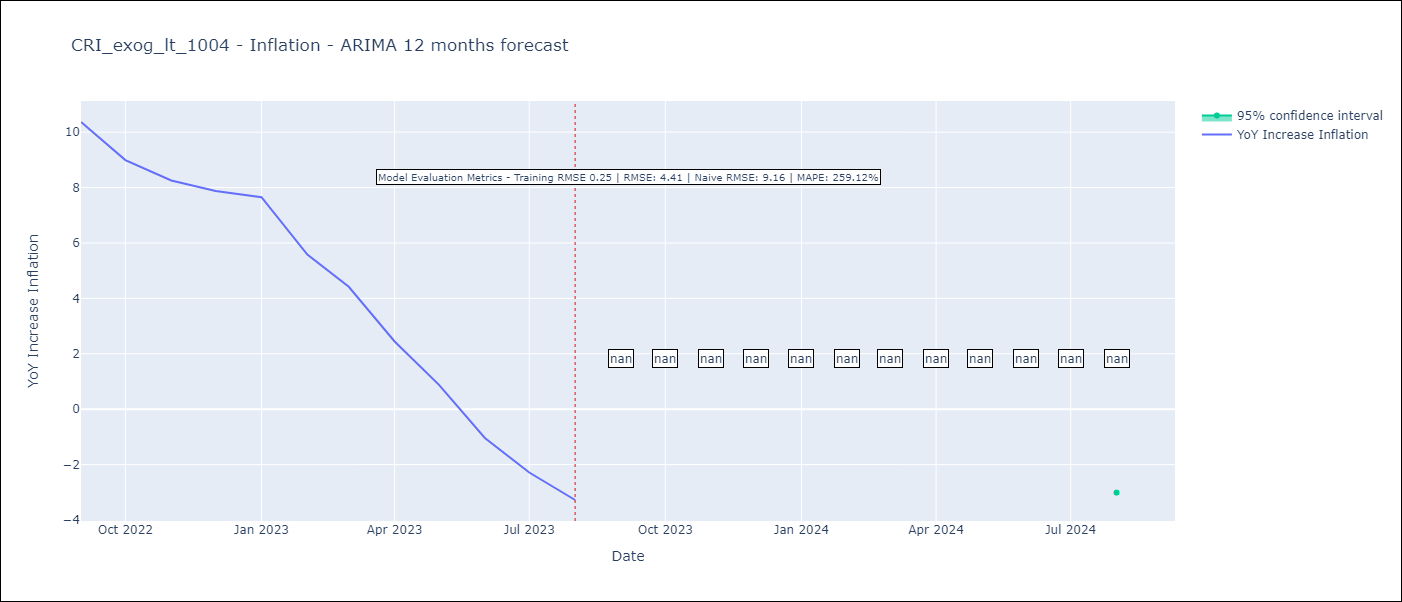 CRI_exog_lt_1004 - Inflation - ARIMA 12 months forecast
95% confidence interval
YoY Increase Inflation
Model Evaluation Metrics - Training RMSE 0.25 | RMSE: 4.41 | Naive RMSE: 9.16 | MAPE: 259.12%
YoY Increase Inflation
10
8
6
4
2
0
−2
−4
nan nan nan nan nan nan nan nan nan nan nan nan
Oct 2022 Jan 2023 Apr 2023 Jul 2023 Oct 2023 Jan 2024 Apr 2024 Jul 2024
Date